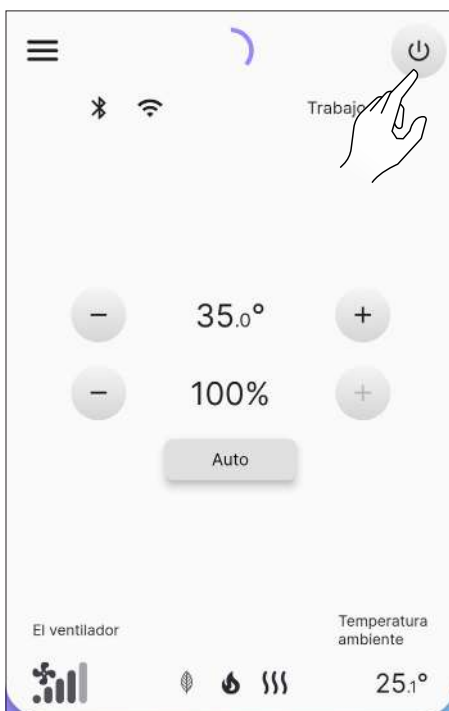 Trabajo
35.0°
100%
Auto
El ventilador
Temperatura
ambiente
25.1°